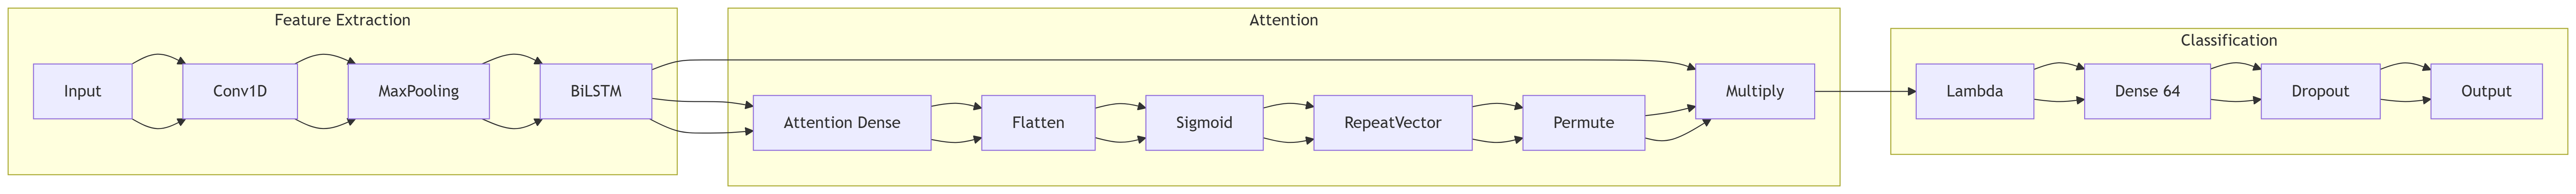 Feature Extraction
Input
Conv1D
MaxPooling
BiLSTM
Attention
Attention Dense
Flatten
Sigmoid
RepeatVector
Permute
Multiply
Classification
Lambda
Dense 64
Dropout
Output